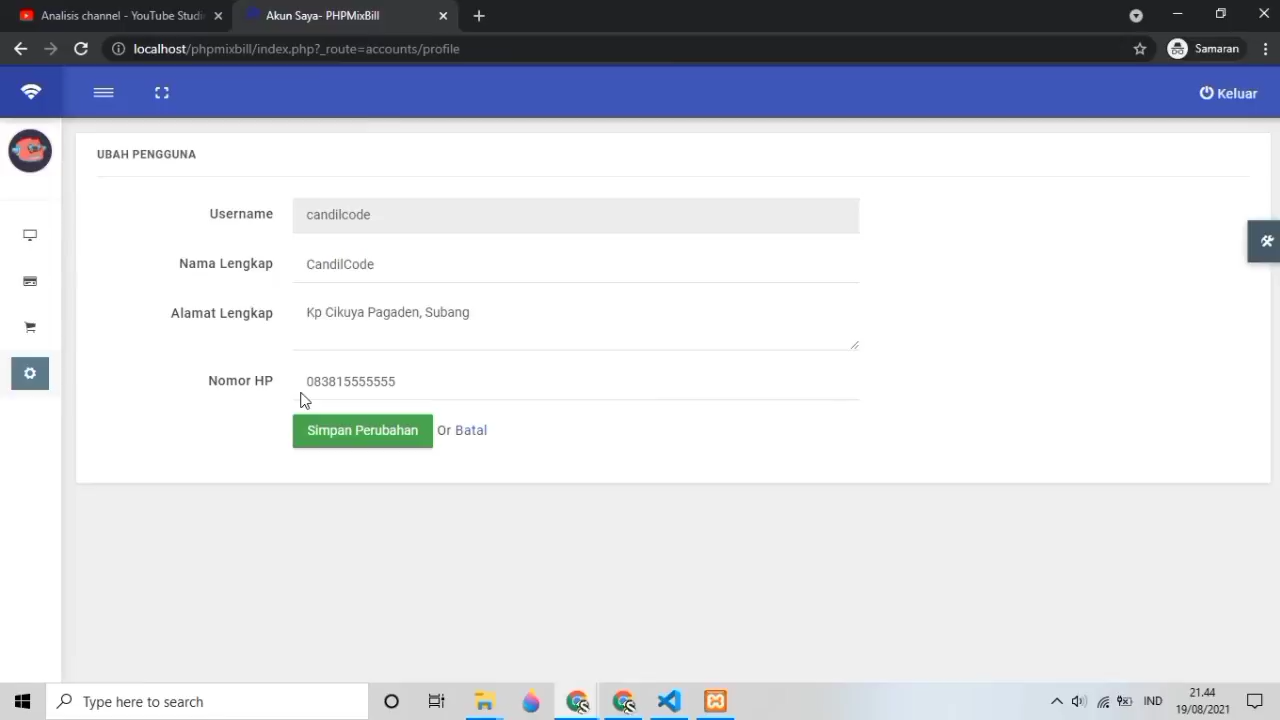 Analisis channel - YouTube Studi
Akun Saya- PHPMixBill
localhost/phpmixbill/index.php?_route=accounts/profile
Samaran
Keluar
UBAH PENGGUNA
Username candilcode
Nama Lengkap CandilCode
Alamat Lengkap Kp Cikuya Pagaden, Subang
Nomor HP 083815555555
Simpan Perubahan Or Batal
Type here to search
IND
21.44
19/08/2021